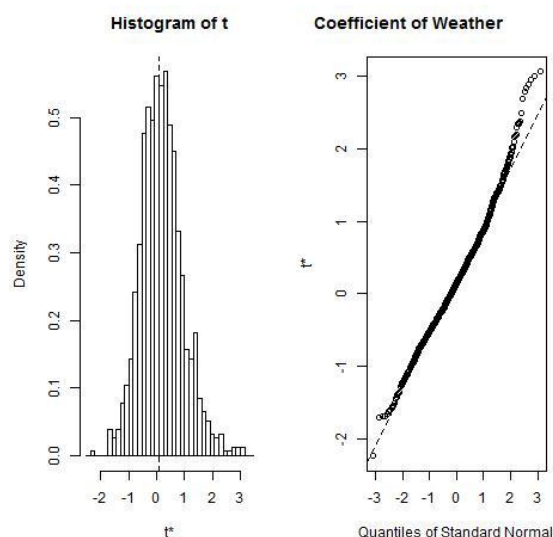 Histogram of t
Density
0.0 0.1 0.2 0.3 0.4 0.5
-2 -1 0 1 2 3
t*
Coefficient of Weather
t*
-2 -1 0 1 2 3
-3 -2 -1 0 1 2 3
Quantiles of Standard Normal